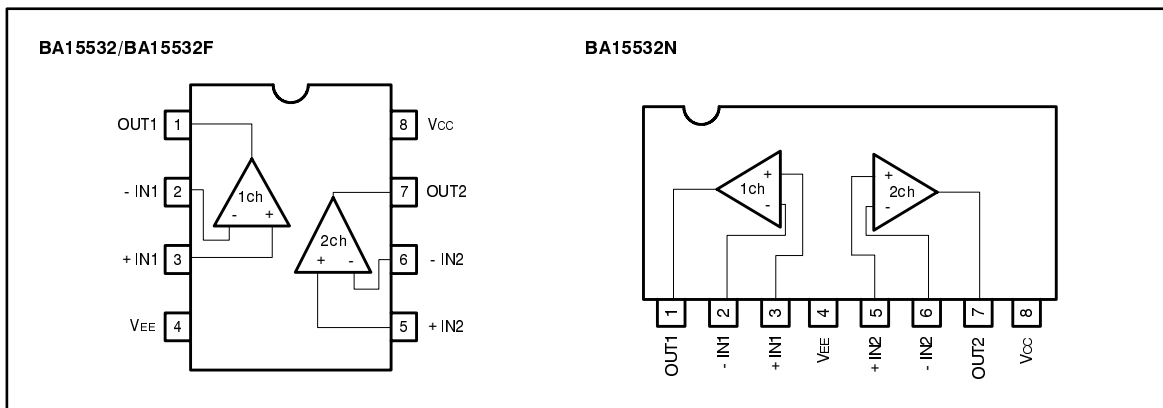 BA15532/BA15532F
OUT1 1
8 VCC
1ch
- +
- IN1 2
7 OUT2
2ch
+ -
+ IN1 3
6 - IN2
VEE 4
5 + IN2
BA15532N
1ch
+
-
2ch
+
-
1 2 3 4 5 6 7 8
OUT1
- IN1
+ IN1
VEE
+ IN2
- IN2
OUT2
VCC